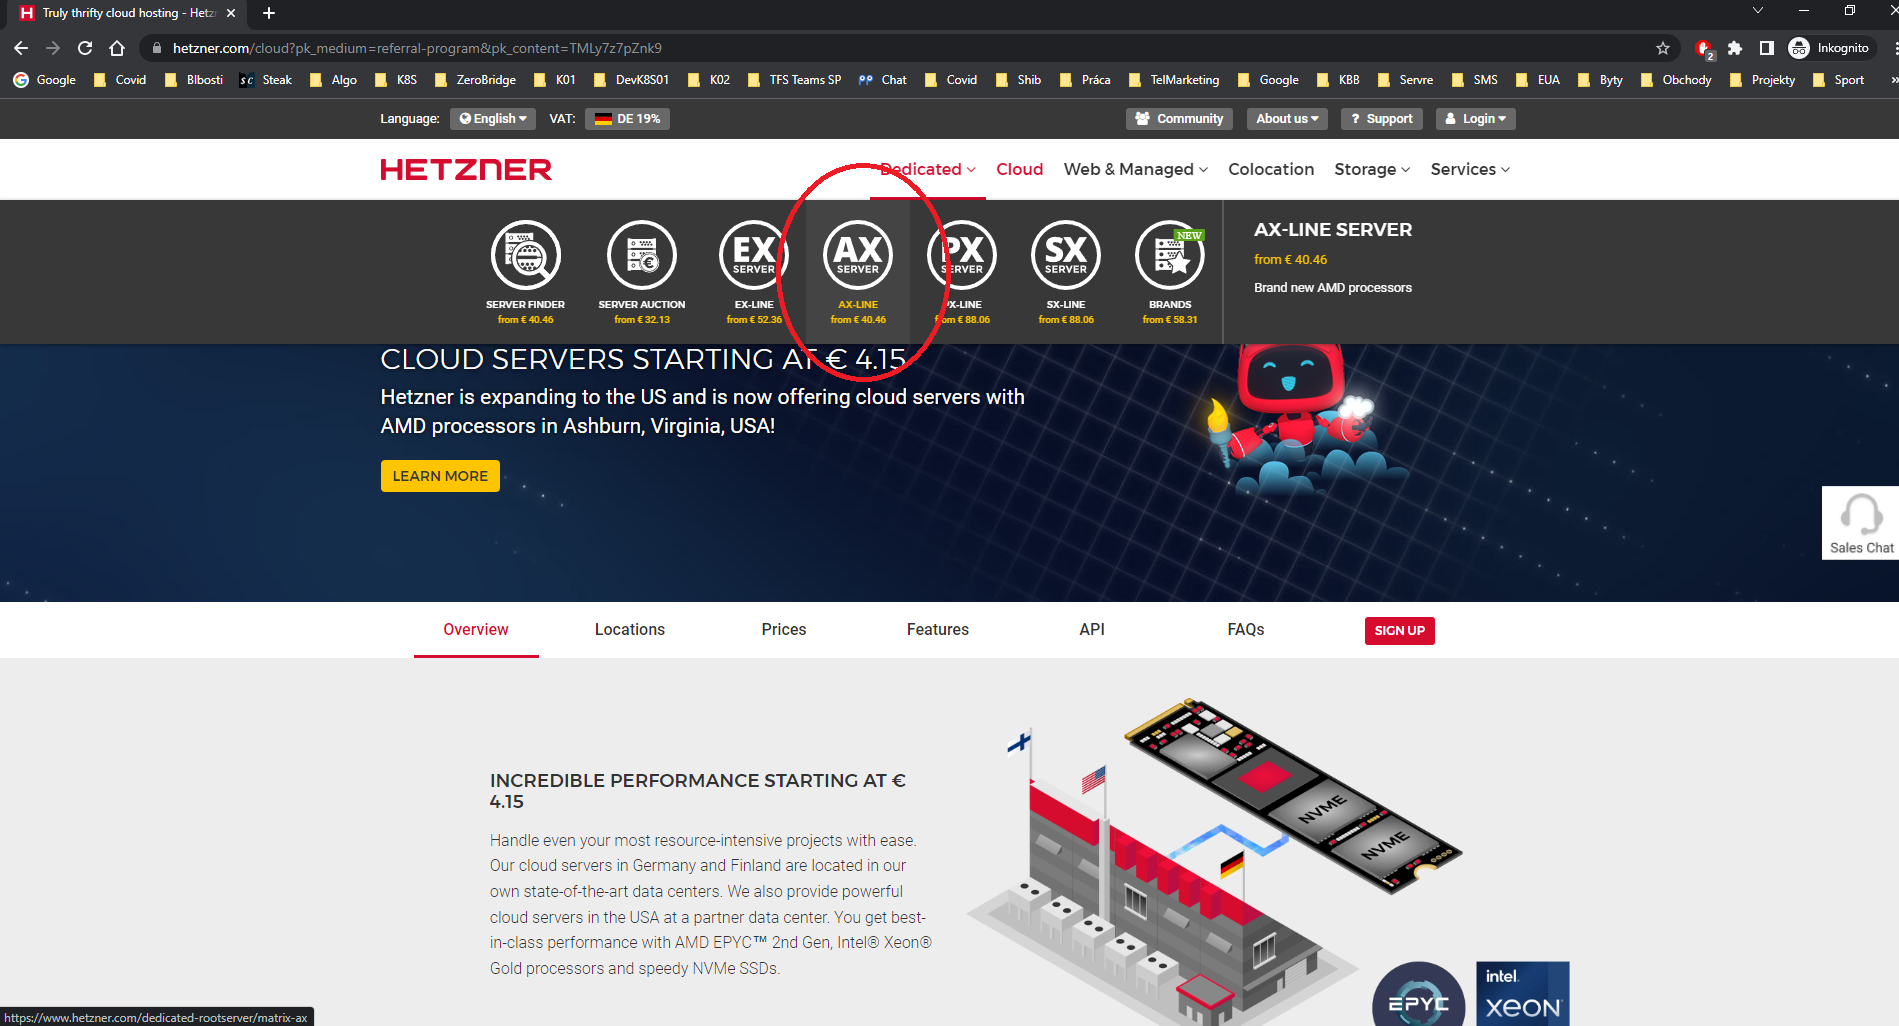 Truly thrifty cloud hosting - Hetz
hetzner.com/cloud?pk_medium=referral-program&pk_content=TMLy7z7pZnk9
2
Inkognito
Google Covid Blbosti SC Steak Algo K8S ZeroBridge K01 DevK8S01 K02 TFS Teams SP PP Chat Covid Shib Práca TelMarketing Google KBB Servre SMS EUA Byty Obchody Projekty Sport »
Language: English VAT: DE 19% Community About us ? Support Login
HETZNER Dedicated Cloud Web & Managed Colocation Storage Services
EX SERVER
AX SERVER
PX SERVER
SX SERVER
NEW
SERVER FINDER SERVER AUCTION EX-LINE AX-LINE PX-LINE SX-LINE BRANDS
from € 40.46 from € 32.13 from € 52.36 from € 40.46 from € 88.06 from € 88.06 from € 58.31
AX-LINE SERVER
from € 40.46
Brand new AMD processors
CLOUD SERVERS STARTING AT € 4.15
Hetzner is expanding to the US and is now offering cloud servers with
AMD processors in Ashburn, Virginia, USA!
LEARN MORE
Sales Chat
Overview Locations Prices Features API FAQs SIGN UP
INCREDIBLE PERFORMANCE STARTING AT €
4.15
Handle even your most resource-intensive projects with ease.
Our cloud servers in Germany and Finland are located in our
own state-of-the-art data centers. We also provide powerful
cloud servers in the USA at a partner data center. You get best-
in-class performance with AMD EPYC™ 2nd Gen, Intel® Xeon®
Gold processors and speedy NVMe SSDs.
NVME
NVME
EPYC
intel.
XEON
https://www.hetzner.com/dedicated-rootserver/matrix-ax